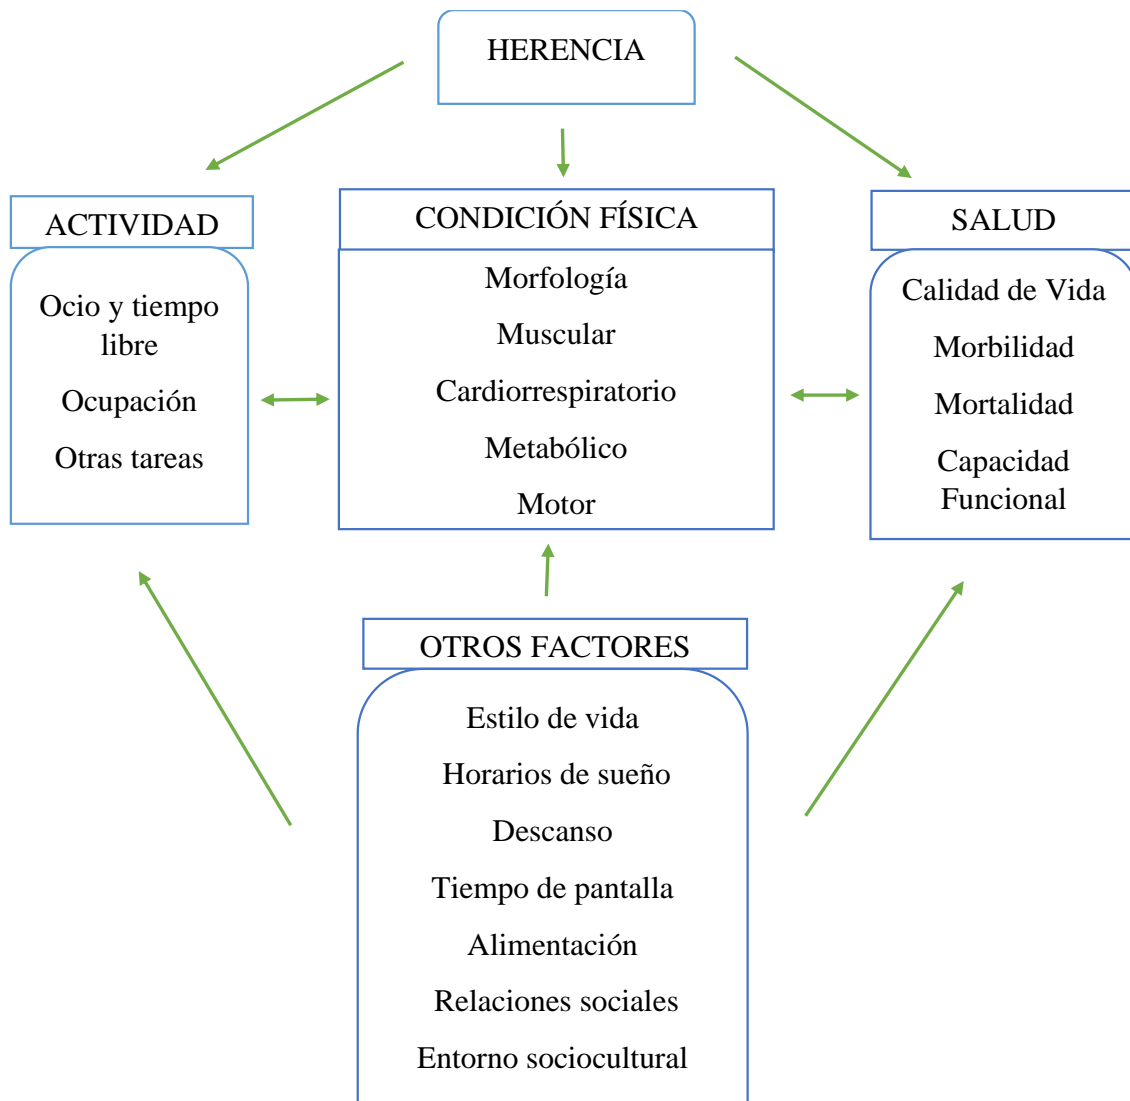 HERENCIA
ACTIVIDAD
Ocio y tiempo
libre
Ocupación
Otras tareas
CONDICIÓN FÍSICA
Morfología
Muscular
Cardiorrespiratorio
Metabólico
Motor
SALUD
Calidad de Vida
Morbilidad
Mortalidad
Capacidad
Funcional
OTROS FACTORES
Estilo de vida
Horarios de sueño
Descanso
Tiempo de pantalla
Alimentación
Relaciones sociales
Entorno sociocultural